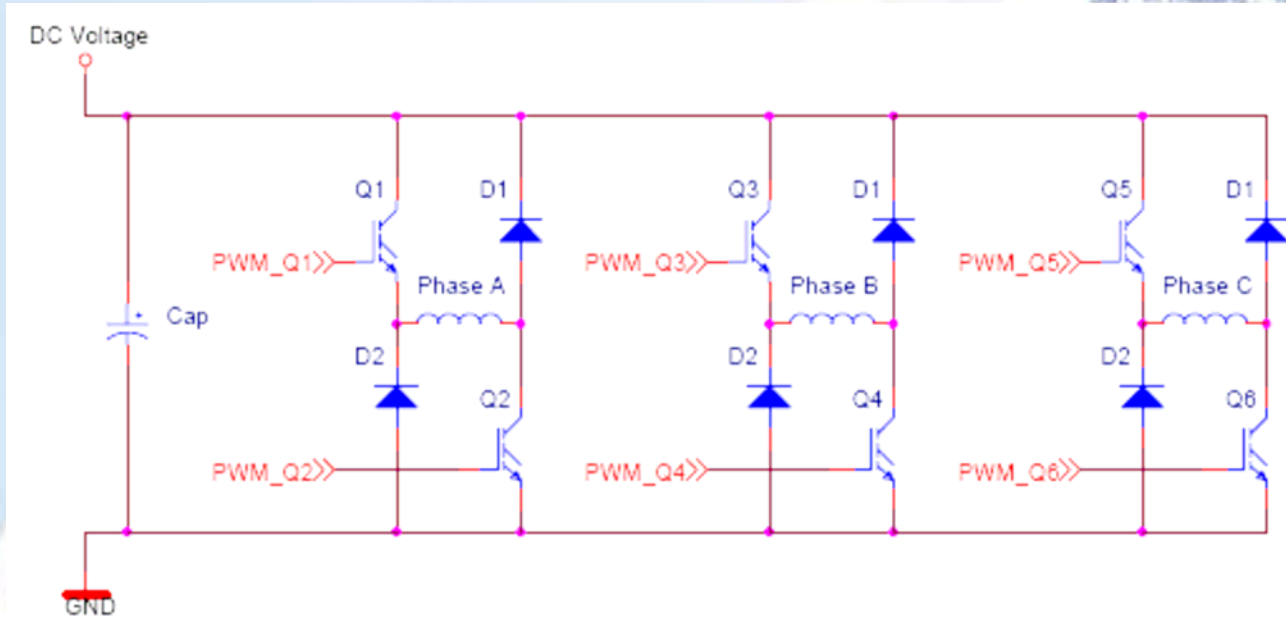 DC Voltage
Q1
D1
Q3
D1
Q5
D1
PWM_Q1
PWM_Q3
PWM_Q5
Phase A
Phase B
Phase C
Cap
D2
D2
D2
Q2
Q4
Q6
PWM_Q2
PWM_Q4
PWM_Q6
GND